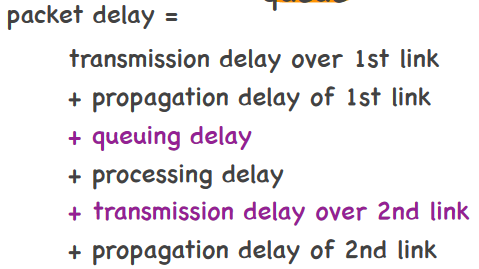 packet delay =
transmission delay over 1st link
+ propagation delay of 1st link
+ queuing delay
+ processing delay
+ transmission delay over 2nd link
+ propagation delay of 2nd link